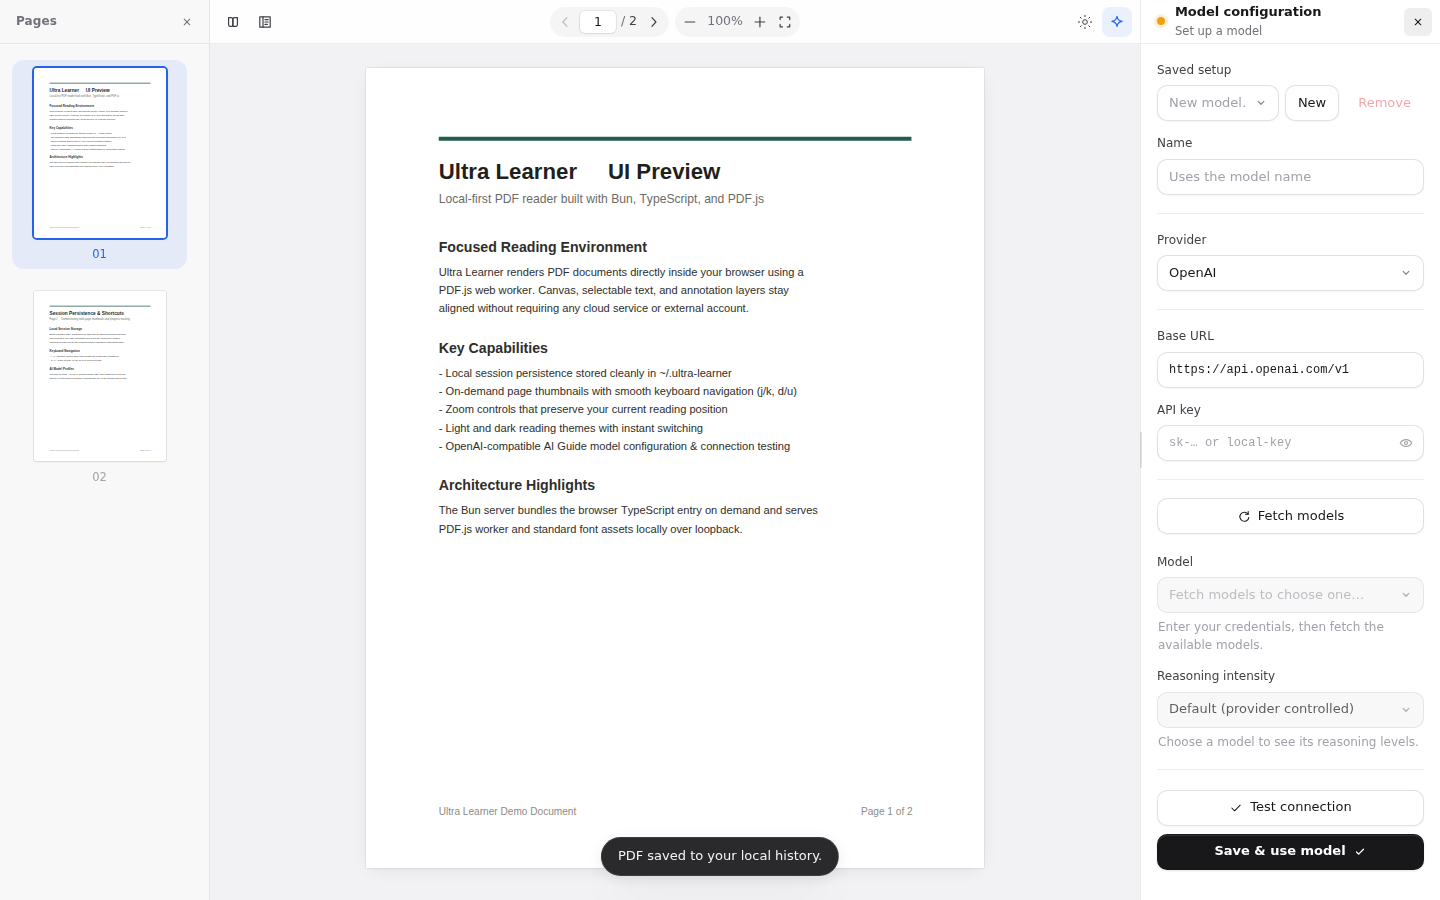 Pages
01
Session Persistence & Shortcuts
02
1 / 2
100%
Ultra Learner UI Preview
Local-first PDF reader built with Bun, TypeScript, and PDF.js
Focused Reading Environment
Ultra Learner renders PDF documents directly inside your browser using a
PDF.js web worker. Canvas, selectable text, and annotation layers stay
aligned without requiring any cloud service or external account.
Key Capabilities
- Local session persistence stored cleanly in ~/.ultra-learner
- On-demand page thumbnails with smooth keyboard navigation (j/k, d/u)
- Zoom controls that preserve your current reading position
- Light and dark reading themes with instant switching
- OpenAI-compatible AI Guide model configuration & connection testing
Architecture Highlights
The Bun server bundles the browser TypeScript entry on demand and serves
PDF.js worker and standard font assets locally over loopback.
Ultra Learner Demo Document
Page 1 of 2
PDF saved to your local history.
Model configuration
Set up a model
Saved setup
New model.
New
Remove
Name
Uses the model name
Provider
OpenAI
Base URL
https://api.openai.com/v1
API key
sk-… or local-key
Fetch models
Model
Fetch models to choose one…
Enter your credentials, then fetch the
available models.
Reasoning intensity
Default (provider controlled)
Choose a model to see its reasoning levels.
Test connection
Save & use model